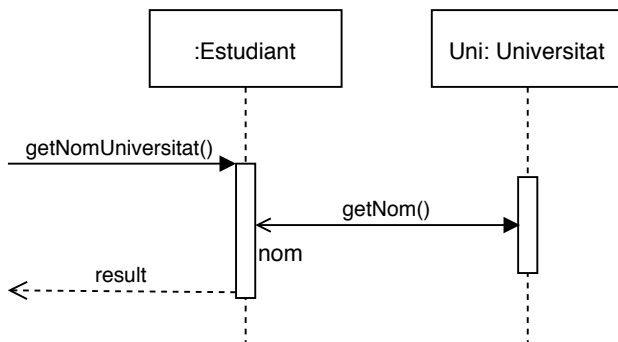 :Estudiant
Uni: Universitat
getNomUniversitat()
getNom()
nom
result